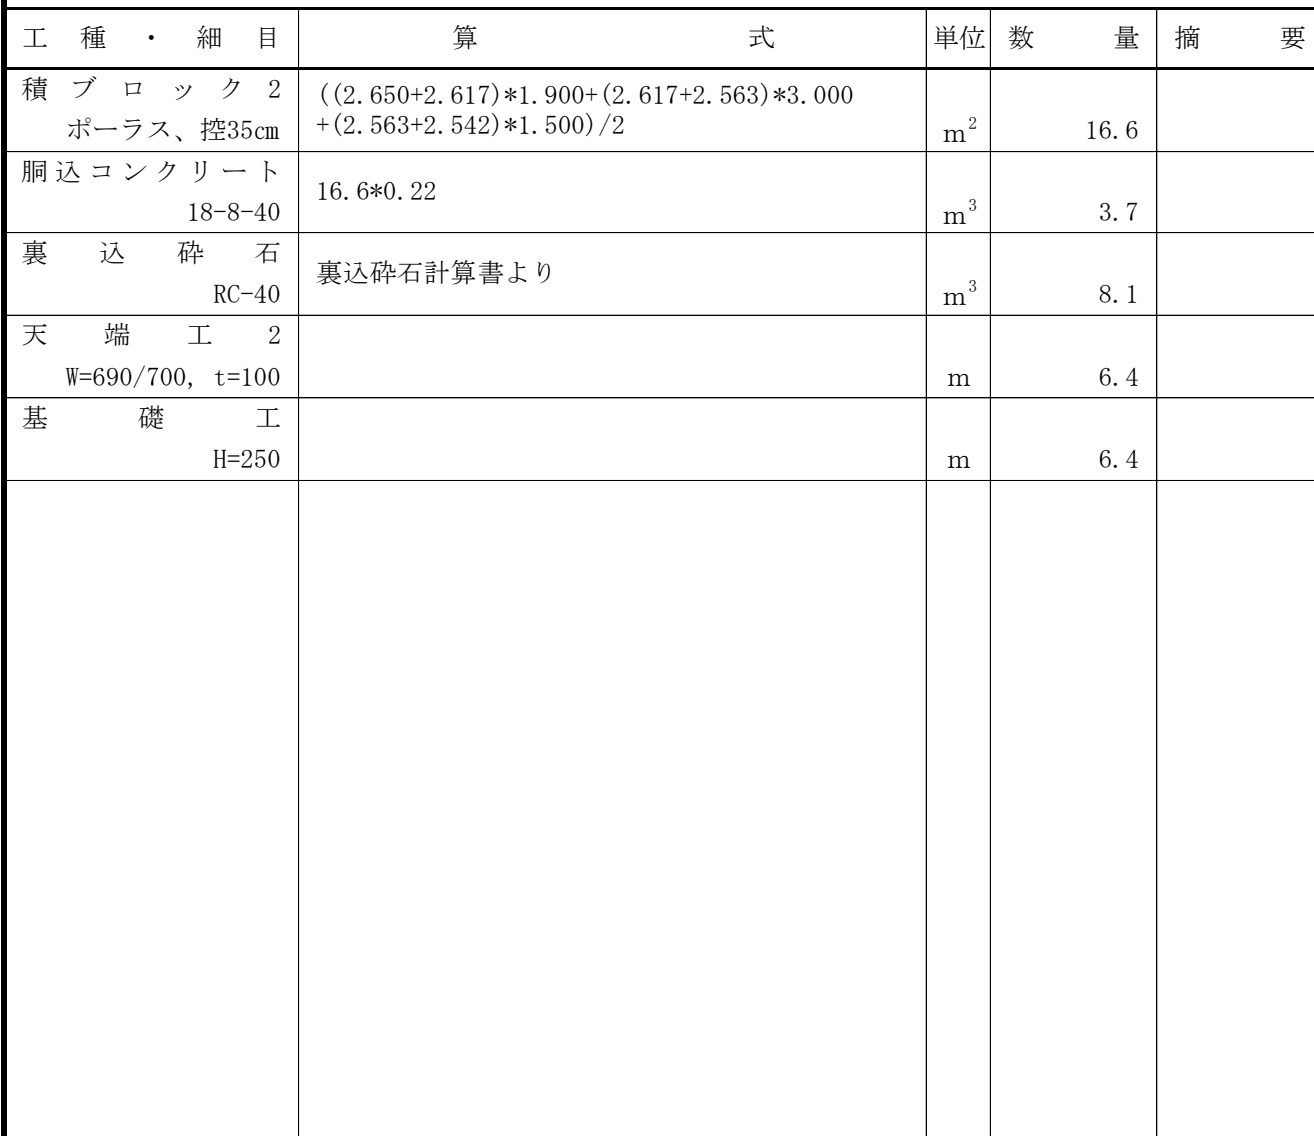 工種・細目 算式 単位 数量 摘要
積ブロック2
ポーラス、控35cm
((2.650+2.617)*1.900+(2.617+2.563)*3.000
+(2.563+2.542)*1.500)/2
m² 16.6
胴込コンクリート
18-8-40
16.6*0.22
m³ 3.7
裏込砕石
RC-40
裏込砕石計算書より
m³ 8.1
天端工2
W=690/700, t=100
m 6.4
基礎工
H=250
m 6.4